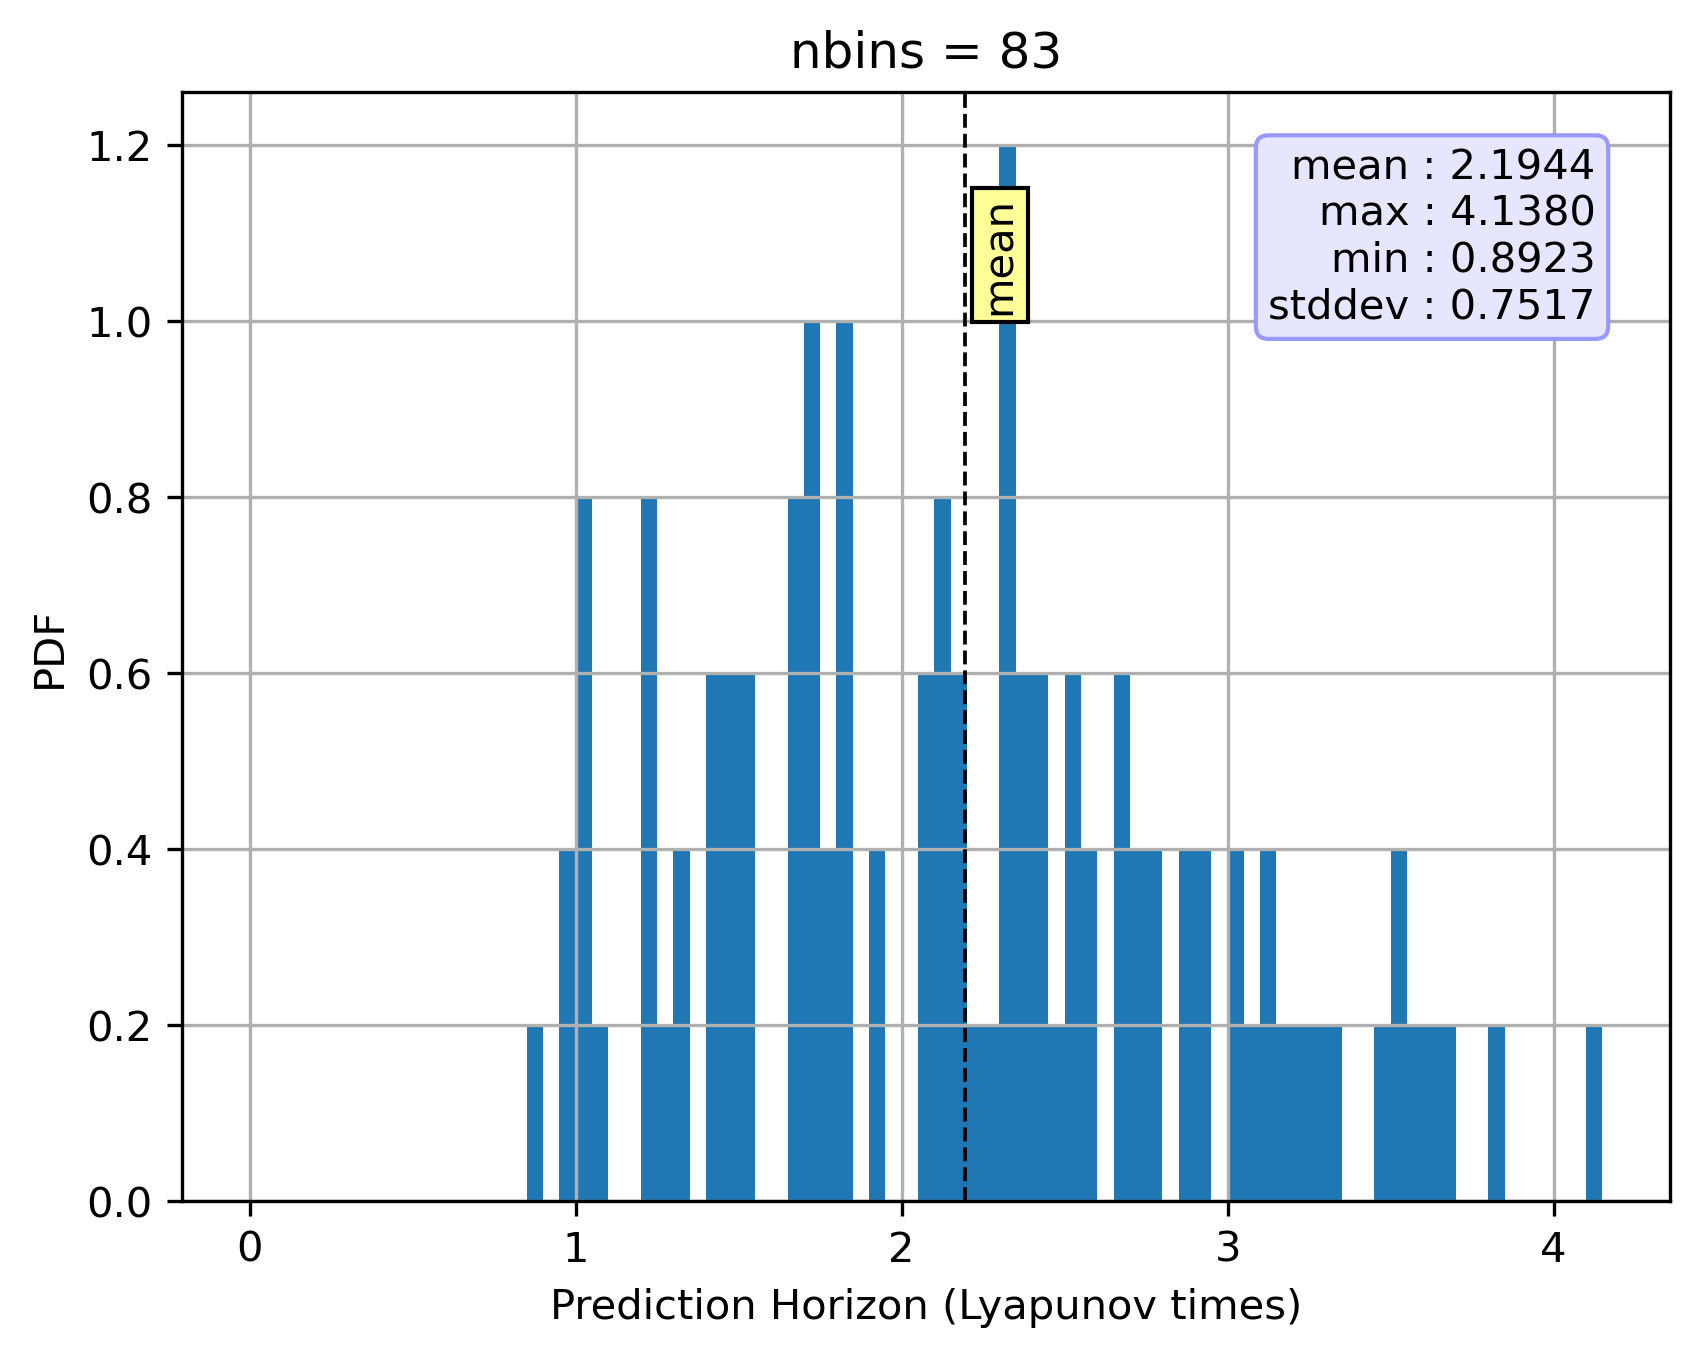 nbins = 83
mean : 2.1944
max : 4.1380
min : 0.8923
stddev : 0.7517
mean
PDF
1.2
1.0
0.8
0.6
0.4
0.2
0.0
0 1 2 3 4
Prediction Horizon (Lyapunov times)